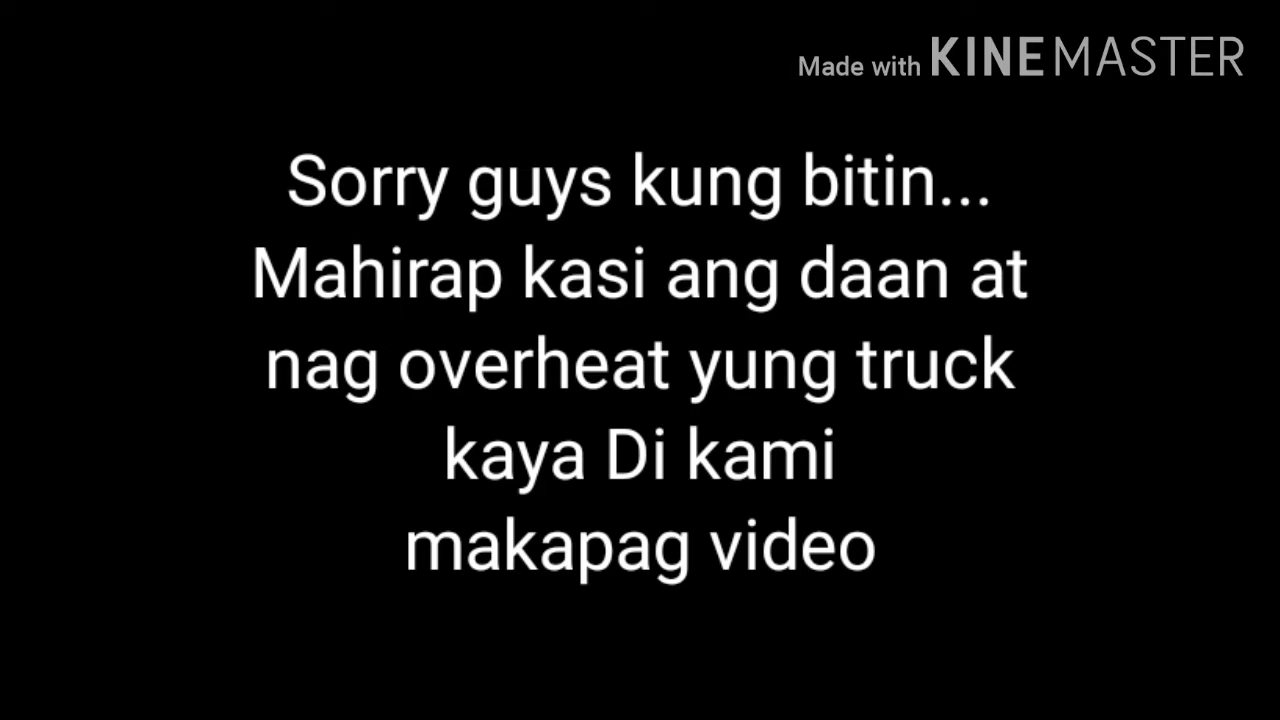 Made with KINEMASTER
Sorry guys kung bitin...
Mahirap kasi ang daan at
nag overheat yung truck
kaya Di kami
makapag video